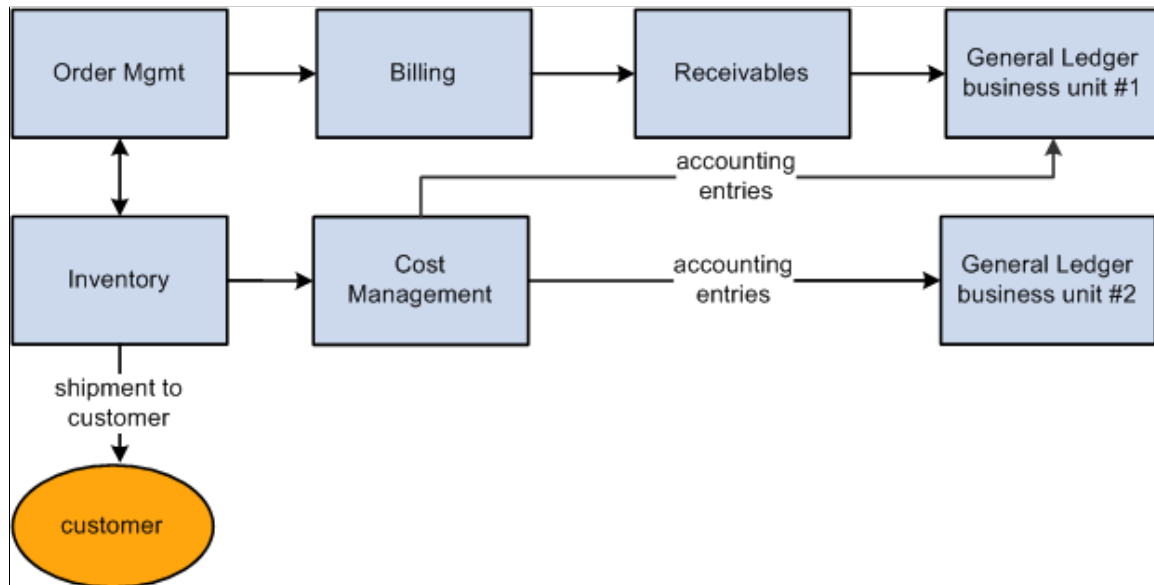 Order Mgmt
Billing
Receivables
General Ledger
business unit #1
accounting
entries
Inventory
Cost
Management
accounting
entries
General Ledger
business unit #2
shipment to
customer
customer